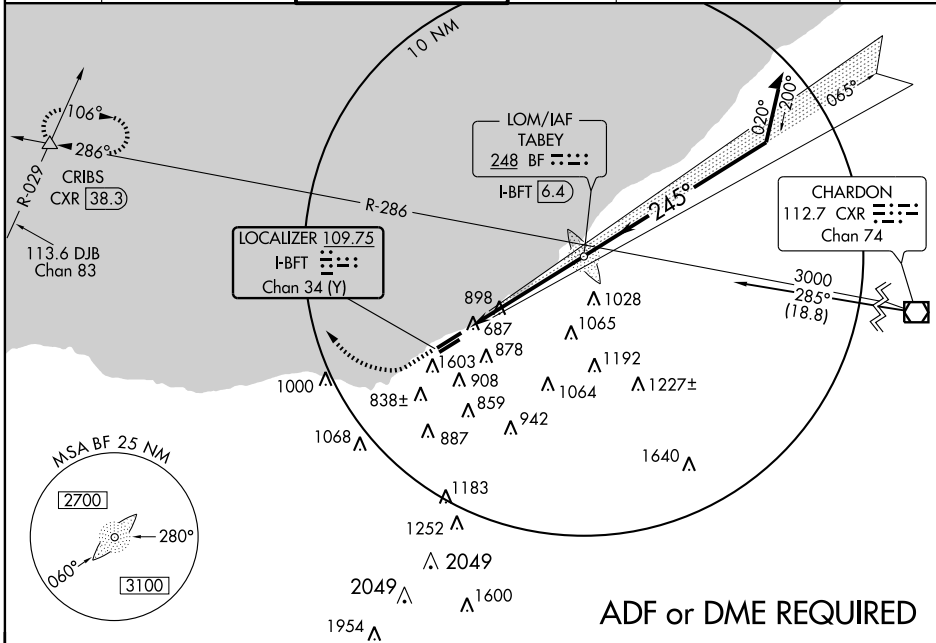 10 NM
106°
286°
CRIBS
CXR 38.3
R-029
113.6 DJB
Chan 83
R-286
LOM/IAF
TABEY
248 BF
I-BFT 6.4
020°
200°
065°
245°
CHARDON
112.7 CXR
Chan 74
3000
285°
(18.8)
LOCALIZER 109.75
I-BFT
Chan 34 (Y)
898
687
1028
1065
878
1603
1192
1000
908
1064
1227±
838±
859
942
887
1068
1640
1183
1252
2049
2049
1600
1954
MSA BF 25 NM
2700
280°
060°
3100
ADF or DME REQUIRED